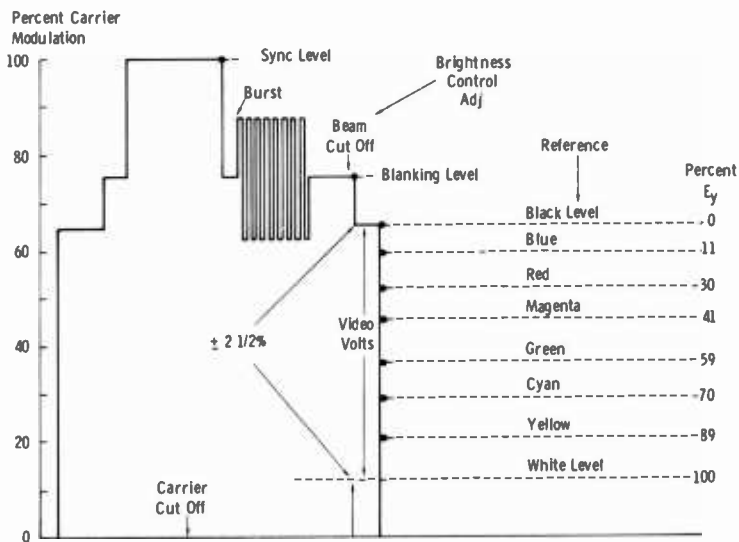 Percent Carrier
Modulation
100
80
60
40
20
0
Sync Level
Burst
Beam
Cut Off
Brightness
Control
Adj
Blanking Level
Reference
Percent
Ey
Black Level
0
Blue
11
Red
30
Magenta
41
Green
59
Cyan
70
Yellow
89
White Level
100
± 2 1/2%
Video
Volts
Carrier
Cut Off